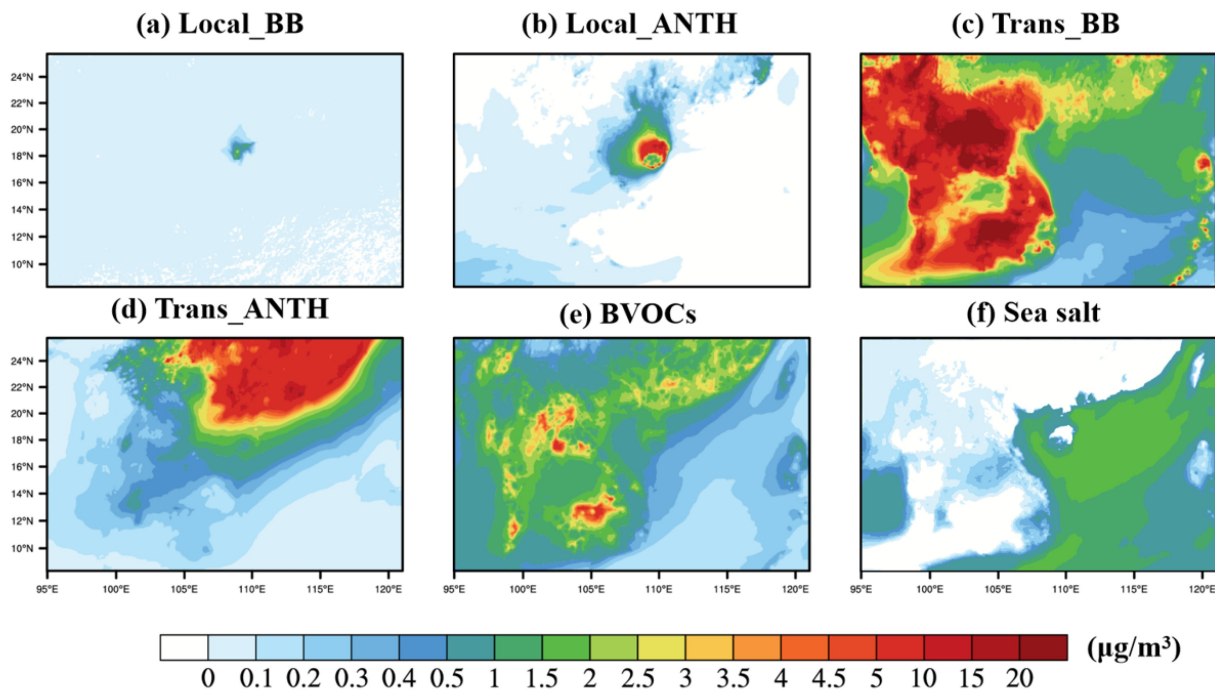 (a) Local_BB (b) Local_ANTH (c) Trans_BB
24°N
22°N
20°N
18°N
16°N
14°N
12°N
10°N
(d) Trans_ANTH (e) BVOCs (f) Sea salt
24°N
22°N
20°N
18°N
16°N
14°N
12°N
10°N
95°E 100°E 105°E 110°E 115°E 120°E 95°E 100°E 105°E 110°E 115°E 120°E 95°E 100°E 105°E 110°E 115°E 120°E
(μg/m³)
0 0.1 0.2 0.3 0.4 0.5 1 1.5 2 2.5 3 3.5 4 4.5 5 10 15 20